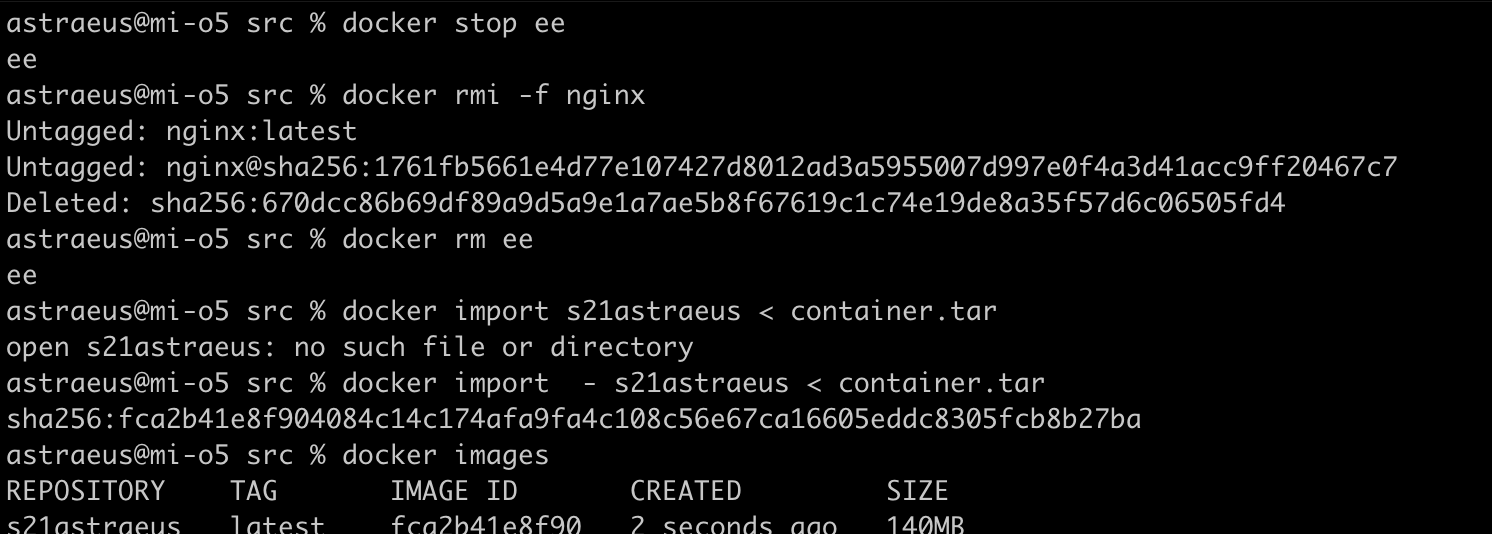 astraeus@mi-o5 src % docker stop ee
ee
astraeus@mi-o5 src % docker rmi -f nginx
Untagged: nginx:latest
Untagged: nginx@sha256:1761fb5661e4d77e107427d8012ad3a5955007d997e0f4a3d41acc9ff20467c7
Deleted: sha256:670dcc86b69df89a9d5a9e1a7ae5b8f67619c1c74e19de8a35f57d6c06505fd4
astraeus@mi-o5 src % docker rm ee
ee
astraeus@mi-o5 src % docker import s21astraeus < container.tar
open s21astraeus: no such file or directory
astraeus@mi-o5 src % docker import  - s21astraeus < container.tar
sha256:fca2b41e8f904084c14c174afa9fa4c108c56e67ca16605eddc8305fcb8b27ba
astraeus@mi-o5 src % docker images
REPOSITORY    TAG       IMAGE ID       CREATED         SIZE
s21astraeus   latest    fca2b41e8f90   2 seconds ago   140MB